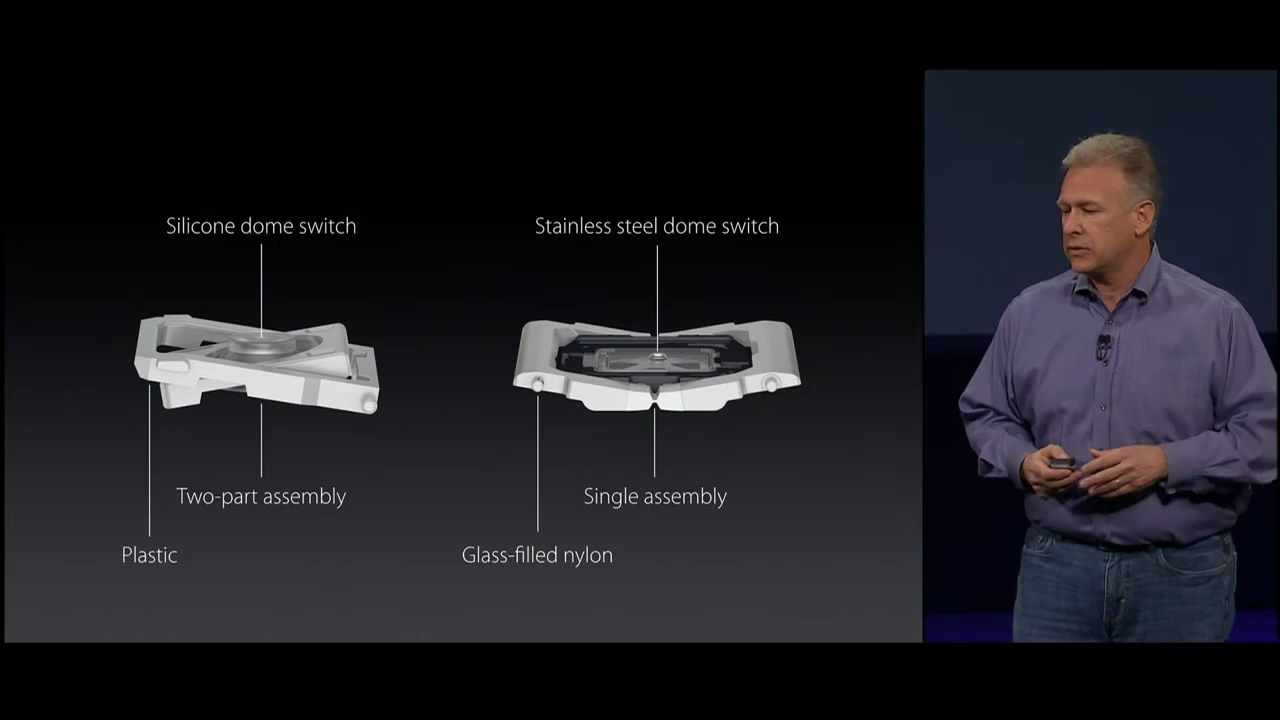 Silicone dome switch
Stainless steel dome switch
Two-part assembly
Single assembly
Plastic
Glass-filled nylon